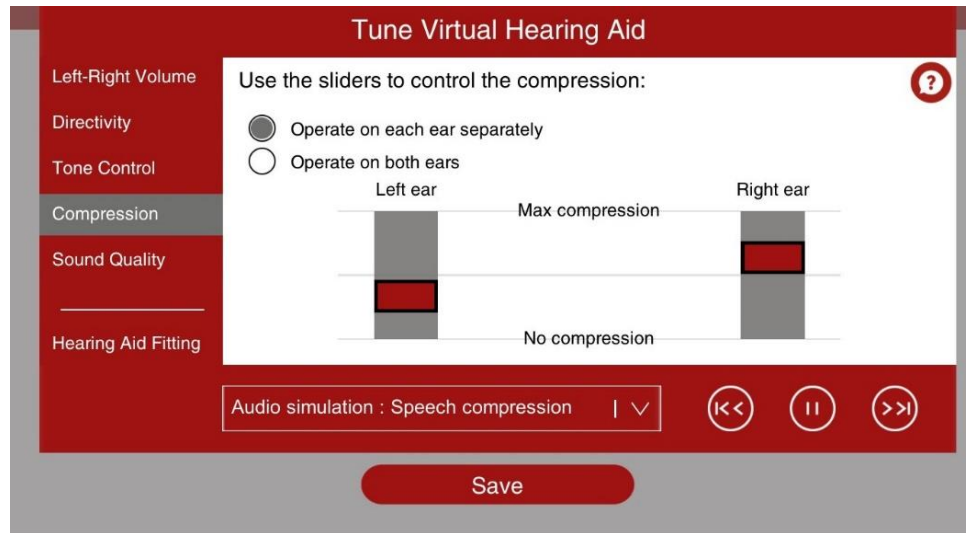 Tune Virtual Hearing Aid
Left-Right Volume
Directivity
Tone Control
Compression
Sound Quality
Hearing Aid Fitting
Use the sliders to control the compression:
?
Operate on each ear separately
Operate on both ears
Left ear
Right ear
Max compression
No compression
Audio simulation : Speech compression
Save